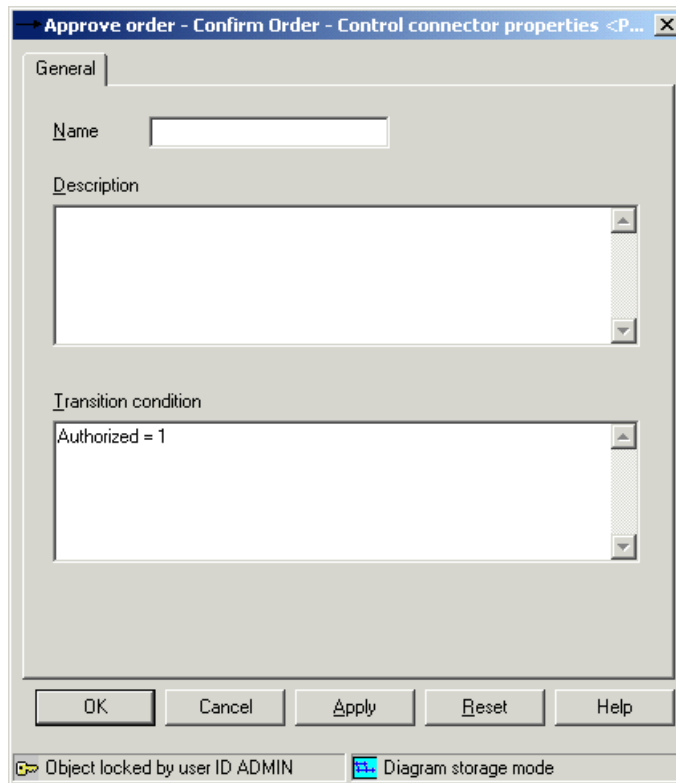 Approve order - Confirm Order - Control connector properties <P...
General
Name
Description
Transition condition
Authorized = 1
OK Cancel Apply Reset Help
Object locked by user ID ADMIN Diagram storage mode